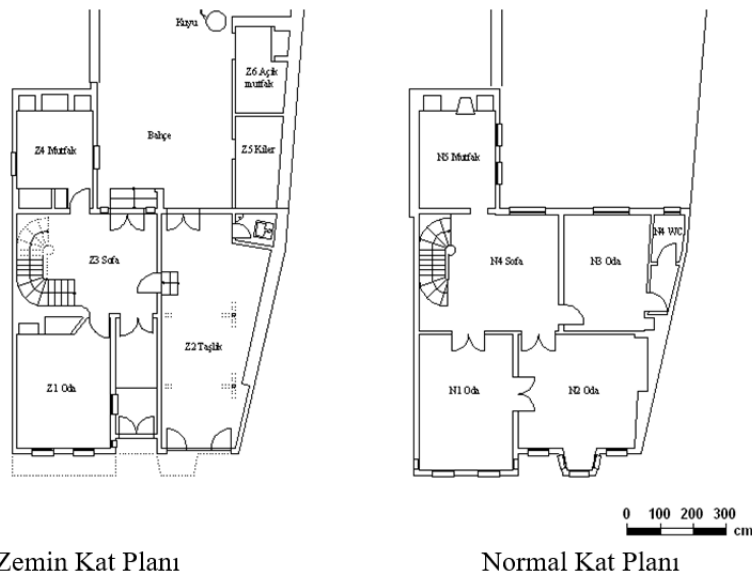 Kuyu
Z6 Açık
mutfak
Bahçe
Z4 Mutfak
Z5 Kiler
Z3 Sofa
Z2 Taşlık
Z1 Oda
N5 Mutfak
N4 WC
N4 Sofa
N3 Oda
N1 Oda
N2 Oda
0 100 200 300
cm
Zemin Kat Planı
Normal Kat Planı